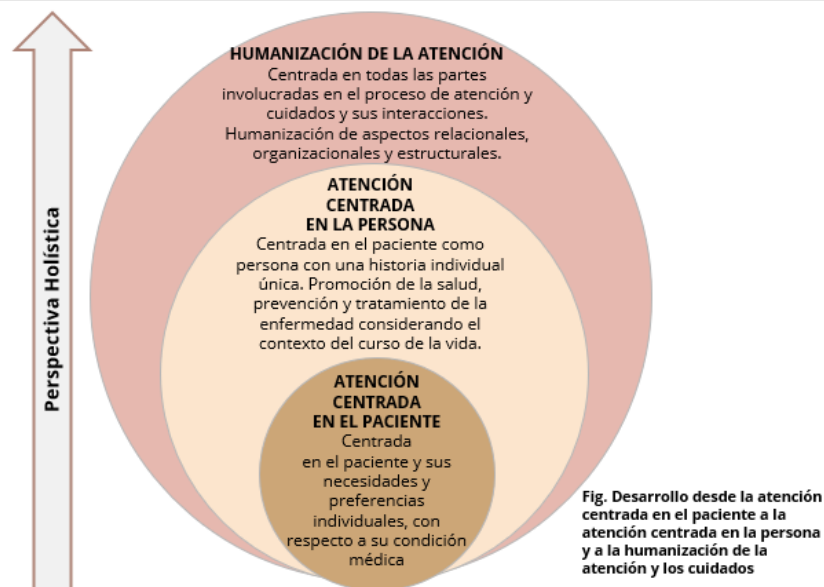 HUMANIZACIÓN DE LA ATENCIÓN
Centrada en todas las partes
involucradas en el proceso de atención y
cuidados y sus interacciones.
Humanización de aspectos relacionales,
organizacionales y estructurales.
ATENCIÓN
CENTRADA
EN LA PERSONA
Centrada en el paciente como
persona con una historia individual
única. Promoción de la salud,
prevención y tratamiento de la
enfermedad considerando el
contexto del curso de la vida.
ATENCIÓN
CENTRADA
EN EL PACIENTE
Centrada
en el paciente y sus
necesidades y
preferencias
individuales, con
respecto a su condición
médica
Perspectiva Holística
Fig. Desarrollo desde la atención
centrada en el paciente a la
atención centrada en la persona
y a la humanización de la
atención y los cuidados